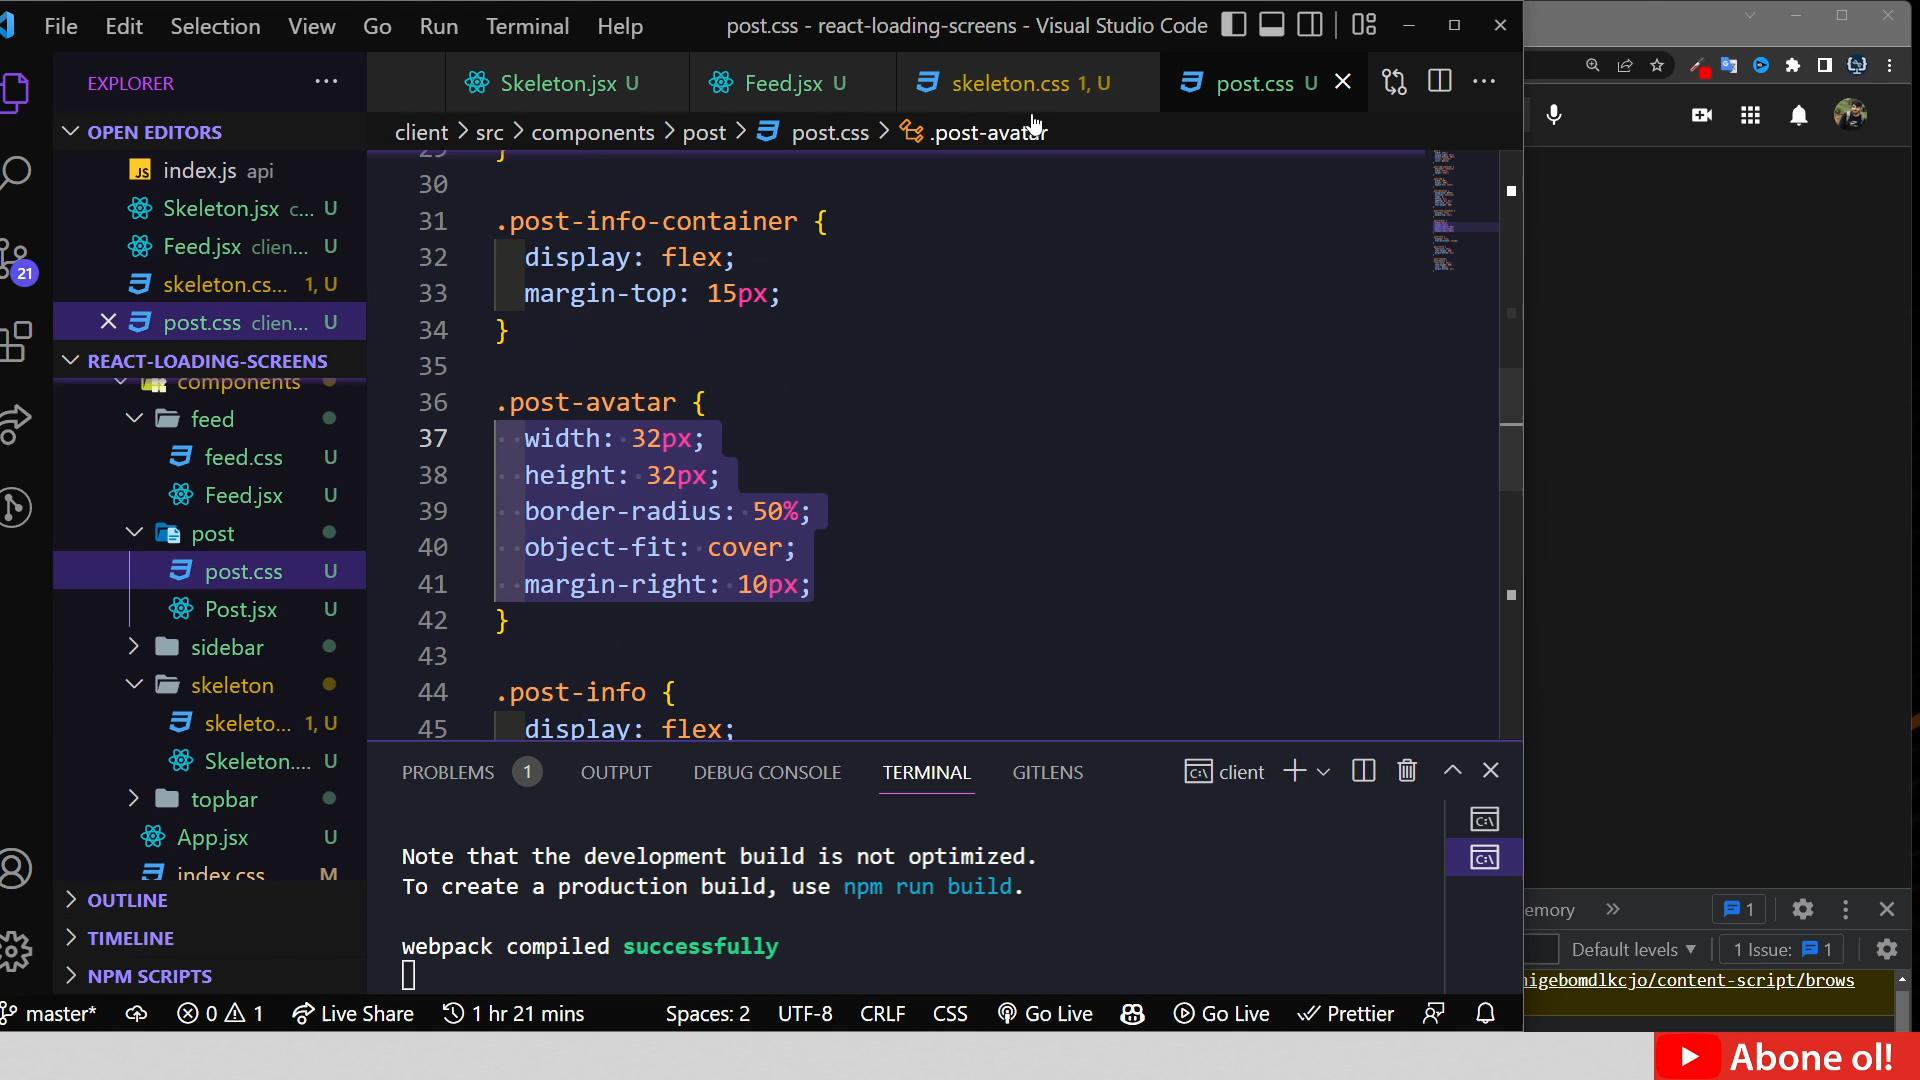 File Edit Selection View Go Run Terminal Help post.css - react-loading-screens - Visual Studio Code
EXPLORER
Skeleton.jsx U Feed.jsx U skeleton.css 1, U post.css U
OPEN EDITORS
client > src > components > post > post.css > .post-avatar
index.js api
Skeleton.jsx c... U
Feed.jsx clien... U
skeleton.cs... 1, U
post.css clien... U
21
REACT-LOADING-SCREENS
components
feed
feed.css U
Feed.jsx U
post
post.css U
Post.jsx U
sidebar
skeleton
skeleto... 1, U
Skeleton.... U
topbar
App.jsx U
index.css M
OUTLINE
TIMELINE
NPM SCRIPTS
29 }
30
31 .post-info-container {
32 display: flex;
33 margin-top: 15px;
34 }
35
36 .post-avatar {
37 width: 32px;
38 height: 32px;
39 border-radius: 50%;
40 object-fit: cover;
41 margin-right: 10px;
42 }
43
44 .post-info {
45 display: flex;
PROBLEMS 1 OUTPUT DEBUG CONSOLE TERMINAL GITLENS client
Note that the development build is not optimized.
To create a production build, use npm run build.
webpack compiled successfully
emory 1
Default levels 1 Issue: 1
nigebomdlkcjo/content-script/brows
master* 0 1 Live Share 1 hr 21 mins Spaces: 2 UTF-8 CRLF CSS Go Live Go Live Prettier
Abone ol!